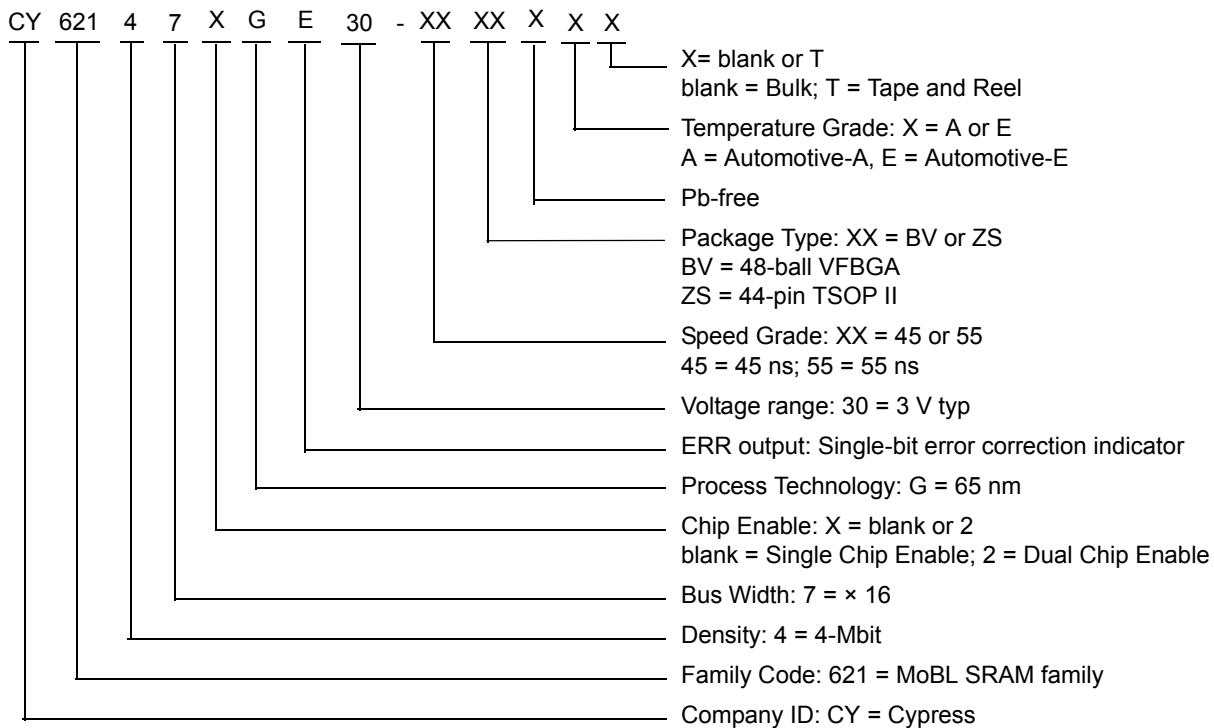 CY 621 4 7 X G E 30 - XX XX X X X
X= blank or T
blank = Bulk; T = Tape and Reel
Temperature Grade: X = A or E
A = Automotive-A, E = Automotive-E
Pb-free
Package Type: XX = BV or ZS
BV = 48-ball VFBGA
ZS = 44-pin TSOP II
Speed Grade: XX = 45 or 55
45 = 45 ns; 55 = 55 ns
Voltage range: 30 = 3 V typ
ERR output: Single-bit error correction indicator
Process Technology: G = 65 nm
Chip Enable: X = blank or 2
blank = Single Chip Enable; 2 = Dual Chip Enable
Bus Width: 7 = × 16
Density: 4 = 4-Mbit
Family Code: 621 = MoBL SRAM family
Company ID: CY = Cypress